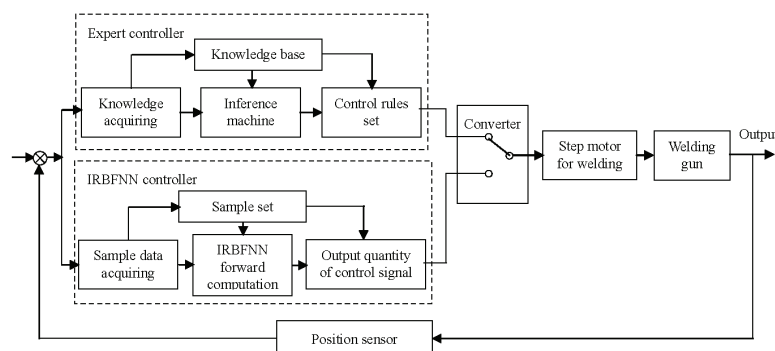 Expert controller
Knowledge base
Knowledge
acquiring
Inference
machine
Control rules
set
Converter
Step motor
for welding
Welding
gun
Output
IRBFNN controller
Sample set
Sample data
acquiring
IRBFNN
forward
computation
Output quantity
of control signal
Position sensor